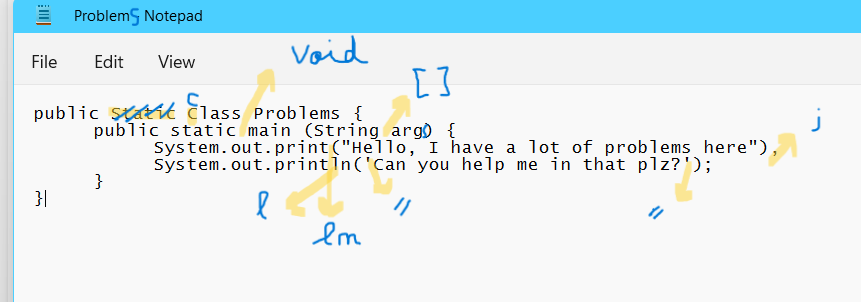 Problems Notepad
File Edit View
void
[ ]
c
public Static Class Problems {
j
public static main (String arg) {
System.out.print("Hello, I have a lot of problems here"),
System.out.println('Can you help me in that plz?');
}
}
l " "
ln